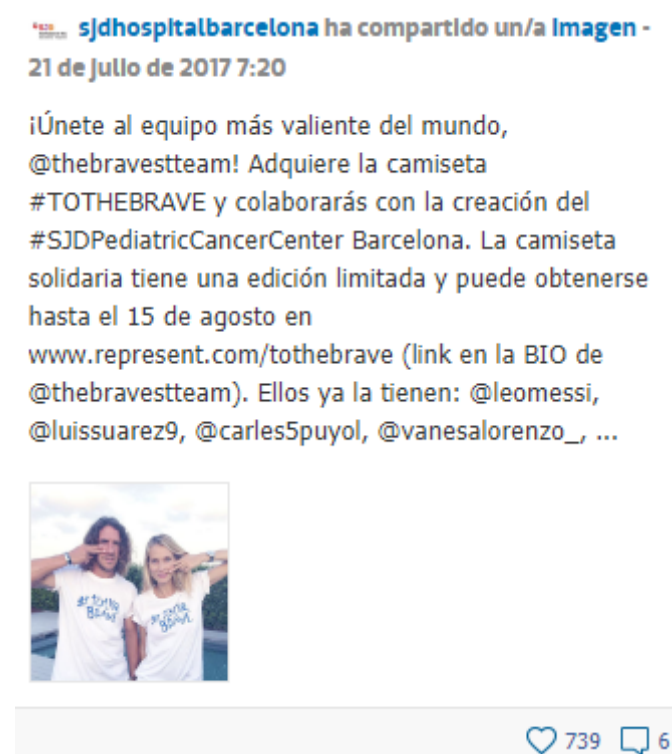 sjdhospitalbarcelona ha compartido un/a Imagen -
21 de julio de 2017 7:20
¡Únete al equipo más valiente del mundo,
@thebravestteam! Adquiere la camiseta
#TOTHEBRAVE y colaborarás con la creación del
#SJDPediatricCancerCenter Barcelona. La camiseta
solidaria tiene una edición limitada y puede obtenerse
hasta el 15 de agosto en
www.represent.com/tothebrave (link en la BIO de
@thebravestteam). Ellos ya la tienen: @leomessi,
@luissuarez9, @carles5puyol, @vanesalorenzo_, ...
739 6